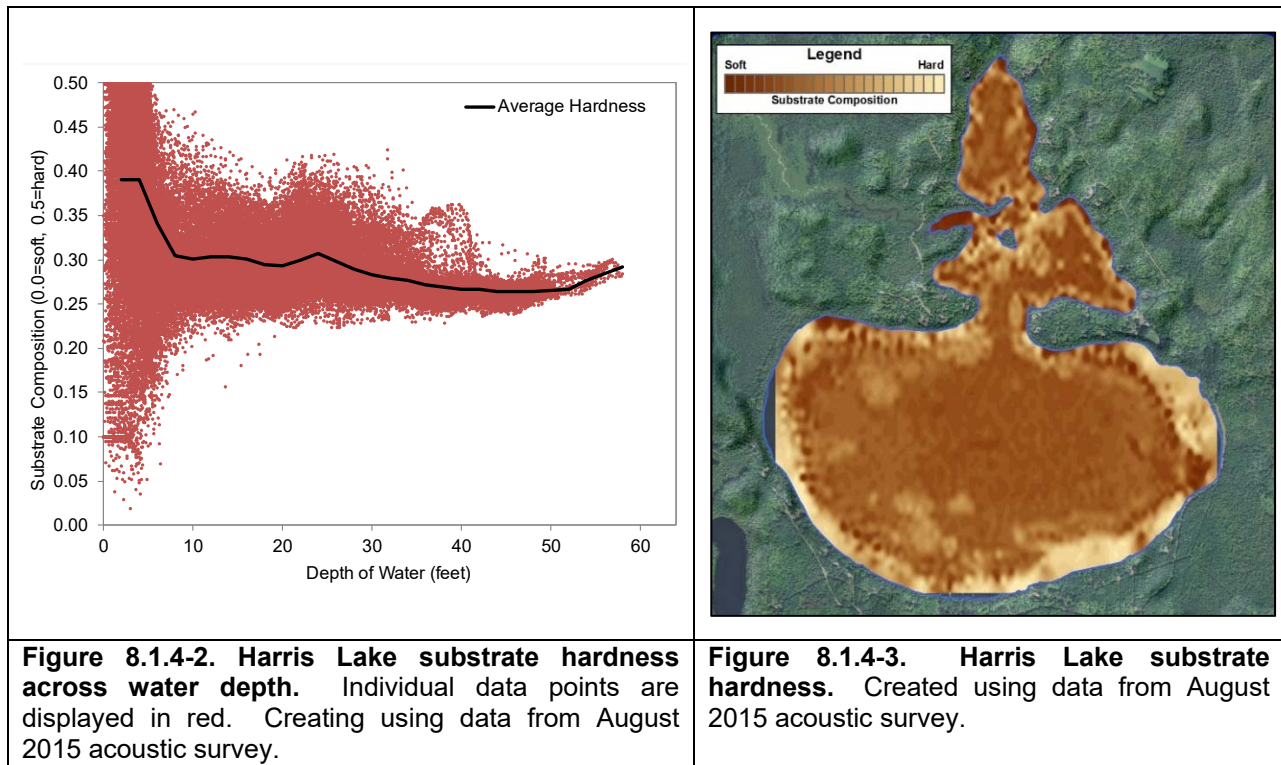 0.50
0.45
0.40
0.35
0.30
0.25
0.20
0.15
0.10
0.05
0.00
Substrate Composition (0.0=soft, 0.5=hard)
Average Hardness
0 10 20 30 40 50 60
Depth of Water (feet)
Figure 8.1.4-2. Harris Lake substrate hardness
across water depth. Individual data points are
displayed in red. Creating using data from August
2015 acoustic survey.
Legend
Soft Hard
Substrate Composition
Figure 8.1.4-3. Harris Lake substrate
hardness. Created using data from August
2015 acoustic survey.